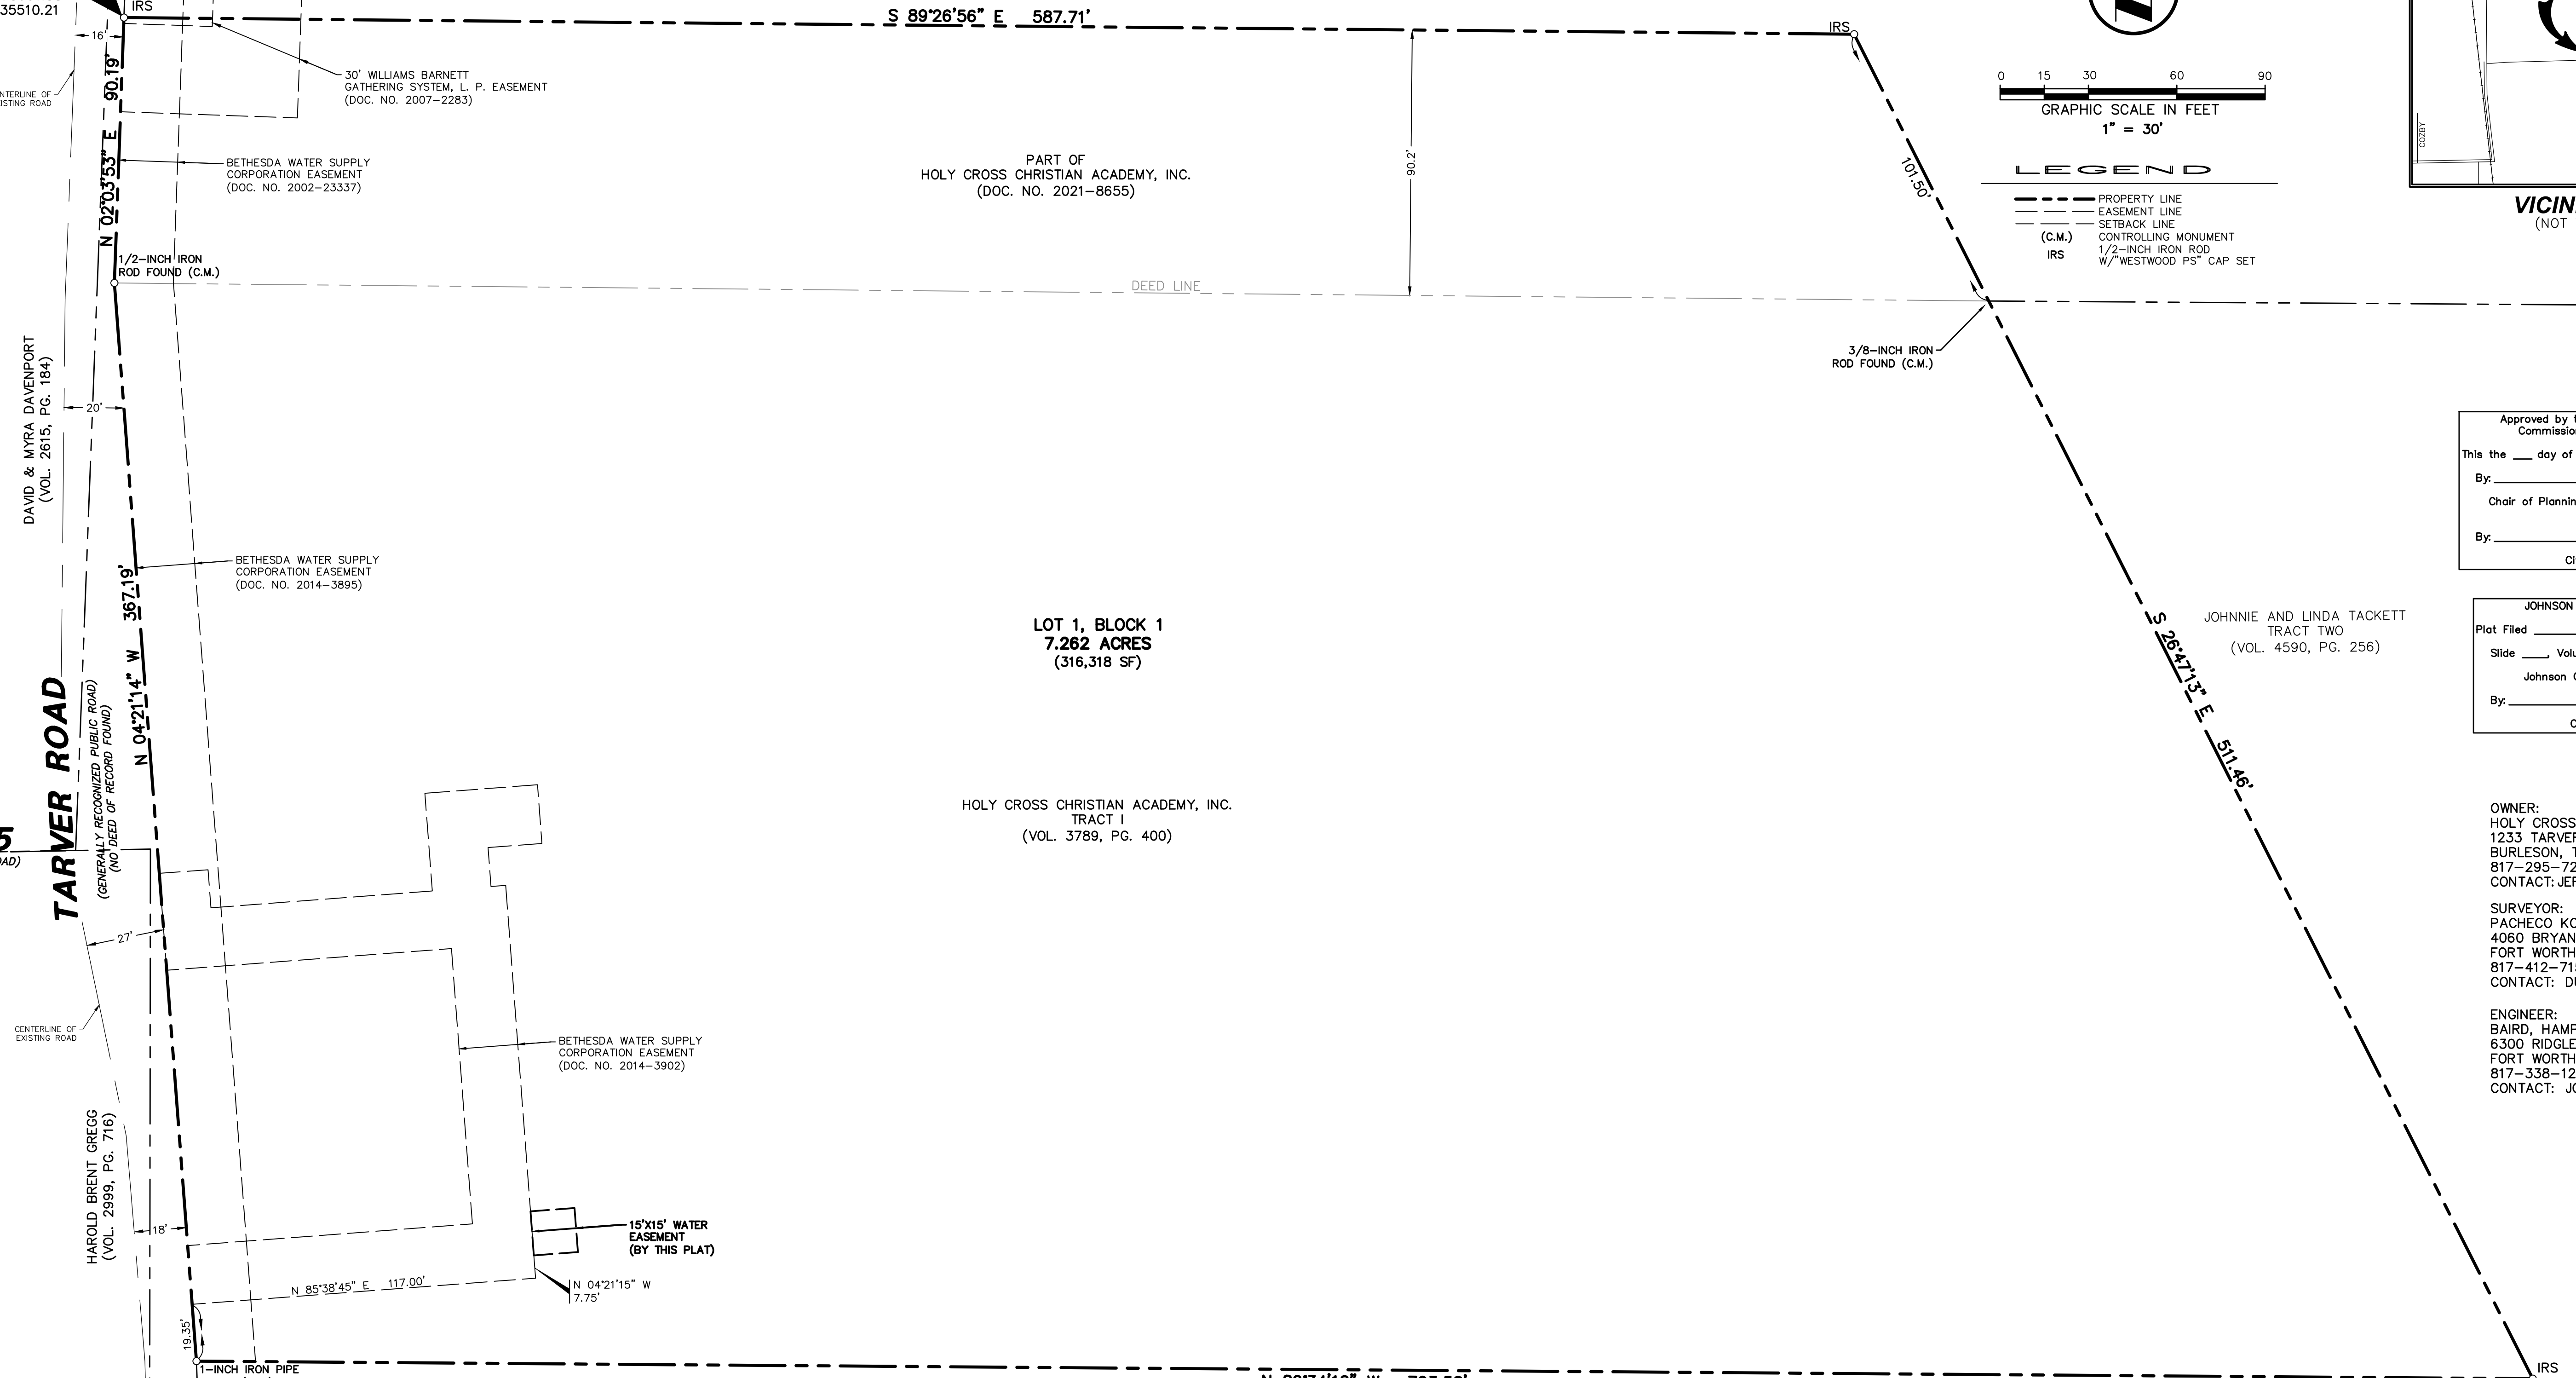 35510.21
IRS
S 89°26'56" E 587.71'
IRS
16'
90.19'
N 02°03'53" E
CENTERLINE OF
EXISTING ROAD
30' WILLIAMS BARNETT
GATHERING SYSTEM, L. P. EASEMENT
(DOC. NO. 2007-2283)
BETHESDA WATER SUPPLY
CORPORATION EASEMENT
(DOC. NO. 2002-23337)
PART OF
HOLY CROSS CHRISTIAN ACADEMY, INC.
(DOC. NO. 2021-8655)
90.2'
101.50'
0 15 30 60 90
GRAPHIC SCALE IN FEET
1" = 30'
LEGEND
PROPERTY LINE
EASEMENT LINE
SETBACK LINE
(C.M.) CONTROLLING MONUMENT
IRS 1/2-INCH IRON ROD
W/"WESTWOOD PS" CAP SET
COZBY
VICIN
(NOT
1/2-INCH IRON
ROD FOUND (C.M.)
DEED LINE
3/8-INCH IRON
ROD FOUND (C.M.)
DAVID & MYRA DAVENPORT
(VOL. 2615, PG. 184)
20'
BETHESDA WATER SUPPLY
CORPORATION EASEMENT
(DOC. NO. 2014-3895)
N 04°21'14" W 367.19'
LOT 1, BLOCK 1
7.262 ACRES
(316,318 SF)
S 26°47'13" E 511.46'
JOHNNIE AND LINDA TACKETT
TRACT TWO
(VOL. 4590, PG. 256)
Approved by t
Commission
This the ___ day of
By:
Chair of Plannin
By:
Ci
JOHNSON
Plat Filed
Slide ____, Volu
Johnson C
By:
TARVER ROAD
(GENERALLY RECOGNIZED PUBLIC ROAD)
(NO DEED OF RECORD FOUND)
5
OAD)
HOLY CROSS CHRISTIAN ACADEMY, INC.
TRACT I
(VOL. 3789, PG. 400)
OWNER:
HOLY CROSS
1233 TARVER
BURLESON, T
817-295-72
CONTACT: JEF
SURVEYOR:
PACHECO KO
4060 BRYAN
FORT WORTH
817-412-715
CONTACT: DU
ENGINEER:
BAIRD, HAMP
6300 RIDGLE
FORT WORTH
817-338-12
CONTACT: JO
27'
CENTERLINE OF
EXISTING ROAD
BETHESDA WATER SUPPLY
CORPORATION EASEMENT
(DOC. NO. 2014-3902)
HAROLD BRENT GREGG
(VOL. 2999, PG. 716)
18'
15'X15' WATER
EASEMENT
(BY THIS PLAT)
N 85°38'45" E 117.00'
N 04°21'15" W
7.75'
19.35'
1-INCH IRON PIPE
IRS